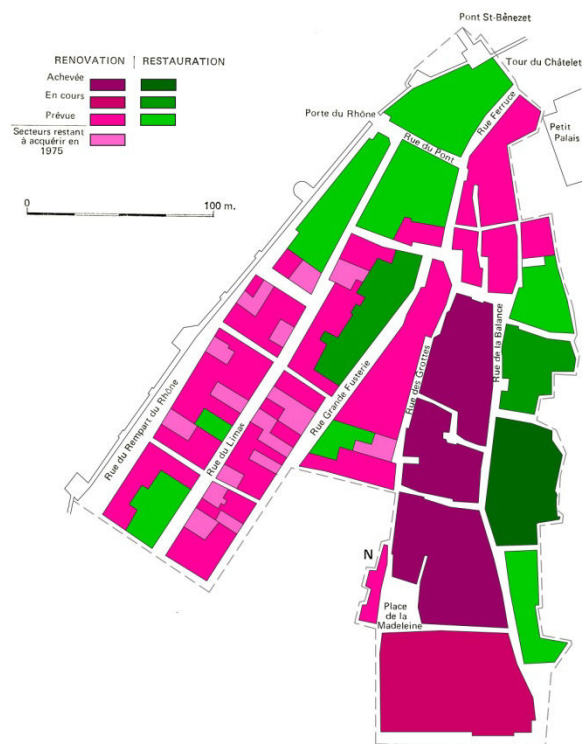 Pont St-Bênezet
RENOVATION RESTAURATION
Tour du Châtelet
Achevée
En cours
Prévue
Porte du Rhône
Rue Ferruce
Petit
Palais
Secteurs restant
à acquérir en
1975
Rue du Pont
0 100 m.
Rue de la Balance
Rue des Grottes
Rue Grande Fusterie
Rue du Limas
Rue du Rempart du Rhône
N
Place
de la
Madeleine